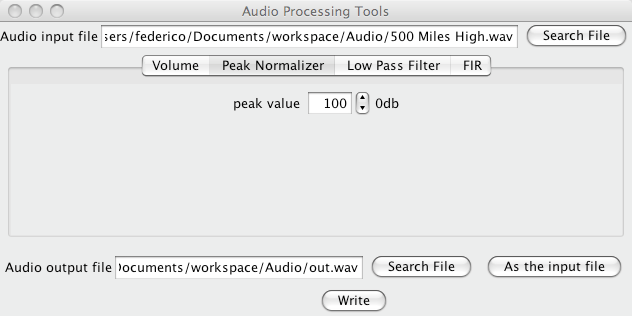 Audio Processing Tools
Audio input file sers/federico/Documents/workspace/Audio/500 Miles High.wav Search File
Volume Peak Normalizer Low Pass Filter FIR
peak value 100 0db
Audio output file Documents/workspace/Audio/out.wav Search File As the input file
Write